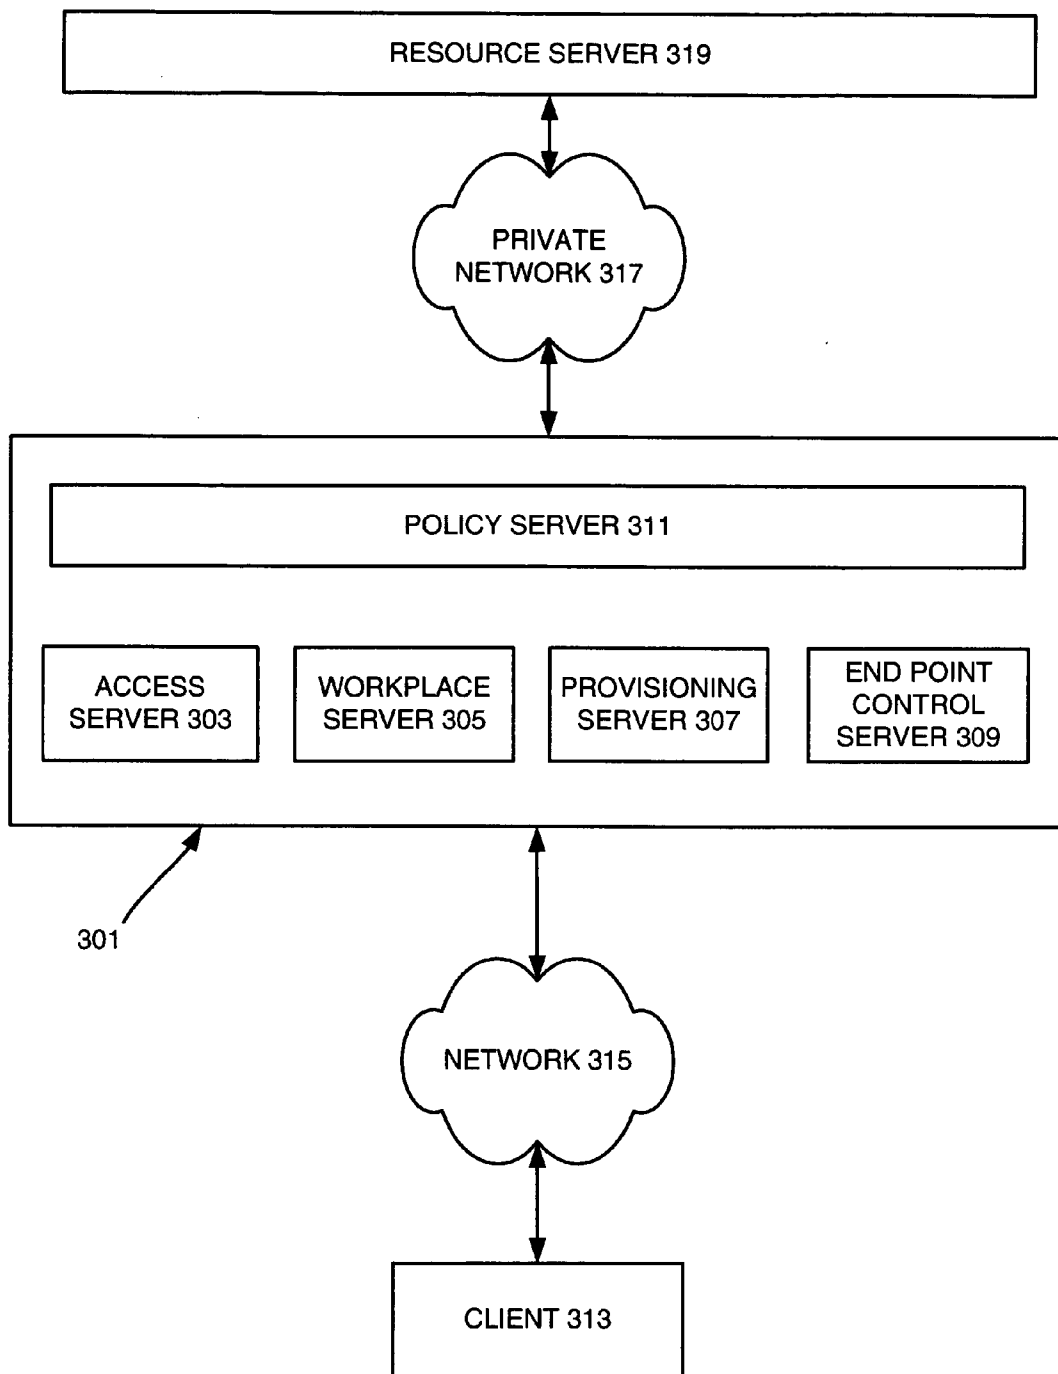 RESOURCE SERVER 319
PRIVATE
NETWORK 317
POLICY SERVER 311
ACCESS
SERVER 303
WORKPLACE
SERVER 305
PROVISIONING
SERVER 307
END POINT
CONTROL
SERVER 309
301
NETWORK 315
CLIENT 313